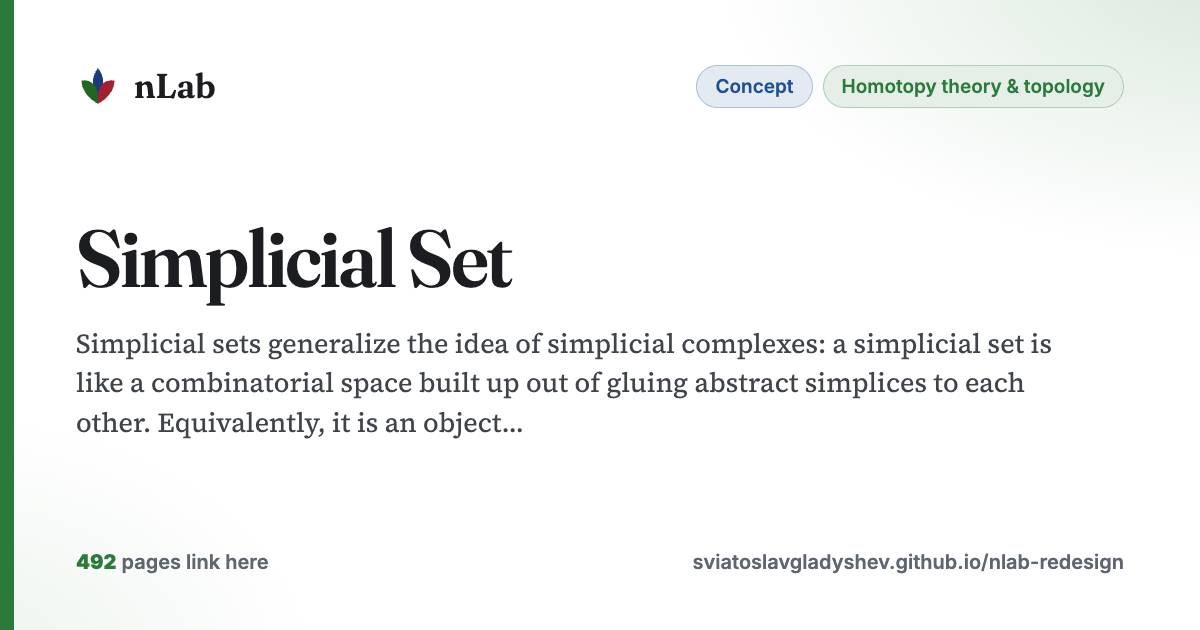 nLab
Concept
Homotopy theory & topology
Simplicial Set
Simplicial sets generalize the idea of simplicial complexes: a simplicial set is
like a combinatorial space built up out of gluing abstract simplices to each
other. Equivalently, it is an object...
492 pages link here
sviatoslavgladyshev.github.io/nlab-redesign